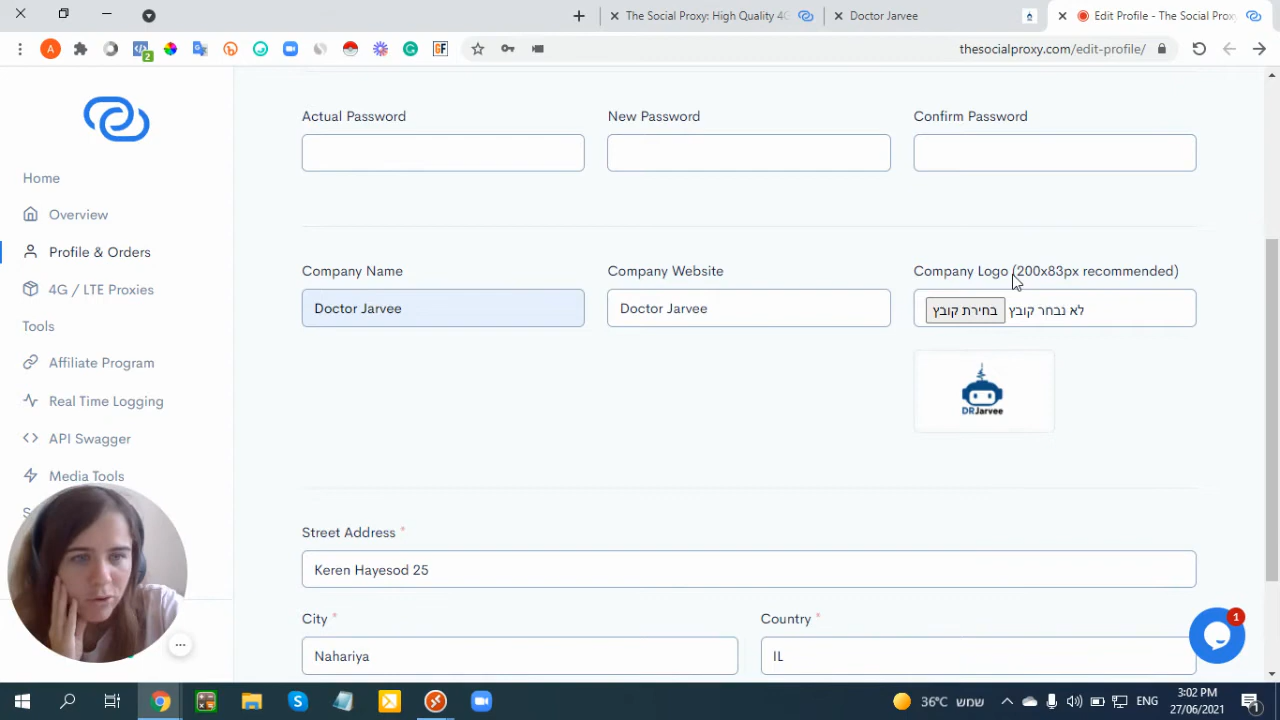 The Social Proxy: High Quality 4G
Doctor Jarvee
Edit Profile - The Social Proxy
A
2
GF
thesocialproxy.com/edit-profile/
Home
Overview
Profile & Orders
4G / LTE Proxies
Tools
Affiliate Program
Real Time Logging
API Swagger
Media Tools
Actual Password
New Password
Confirm Password
Company Name
Company Website
Company Logo (200x83px recommended)
Doctor Jarvee
Doctor Jarvee
בחירת קובץ
לא נבחר קובץ
DRJarvee
Street Address *
Keren Hayesod 25
City *
Country *
Nahariya
IL
1
36°C
שמש
ENG
3:02 PM
27/06/2021
1